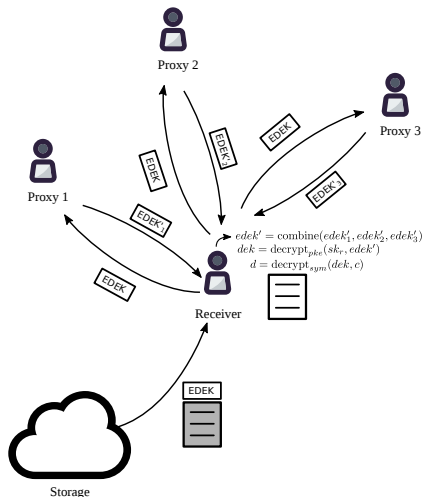 Proxy 2
Proxy 3
EDEK
EDEK'₂
EDEK
EDEK'₃
Proxy 1
EDEK'₁
EDEK
edek' = combine(edek'₁, edek'₂, edek'₃)
dek = decryptₚₖₑ(skᵣ, edek')
d = decrypt_sym(dek, c)
Receiver
EDEK
Storage